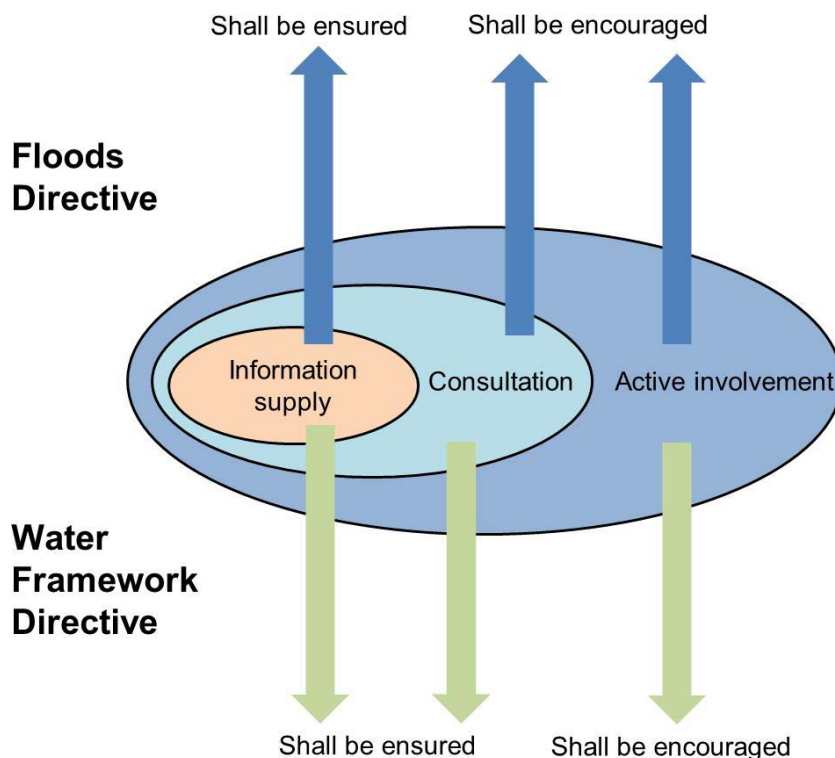 Shall be ensured
Shall be encouraged
Floods
Directive
Information
supply
Consultation
Active involvement
Water
Framework
Directive
Shall be ensured
Shall be encouraged